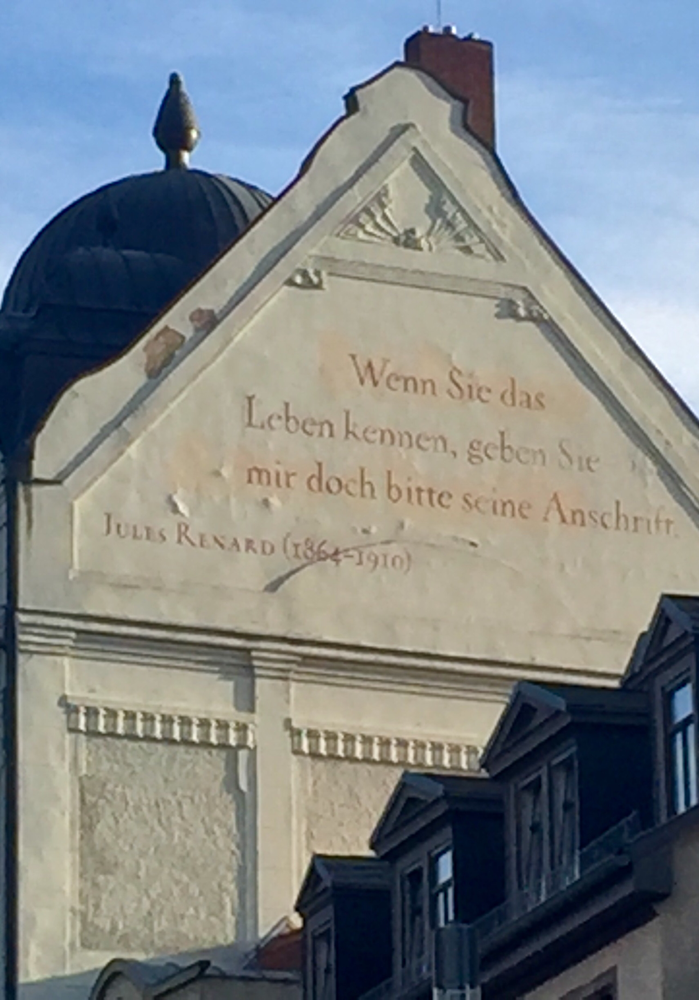 Wenn Sie das
Leben kennen, geben Sie
mir doch bitte seine Anschrift.
JULES RENARD (1864-1910)